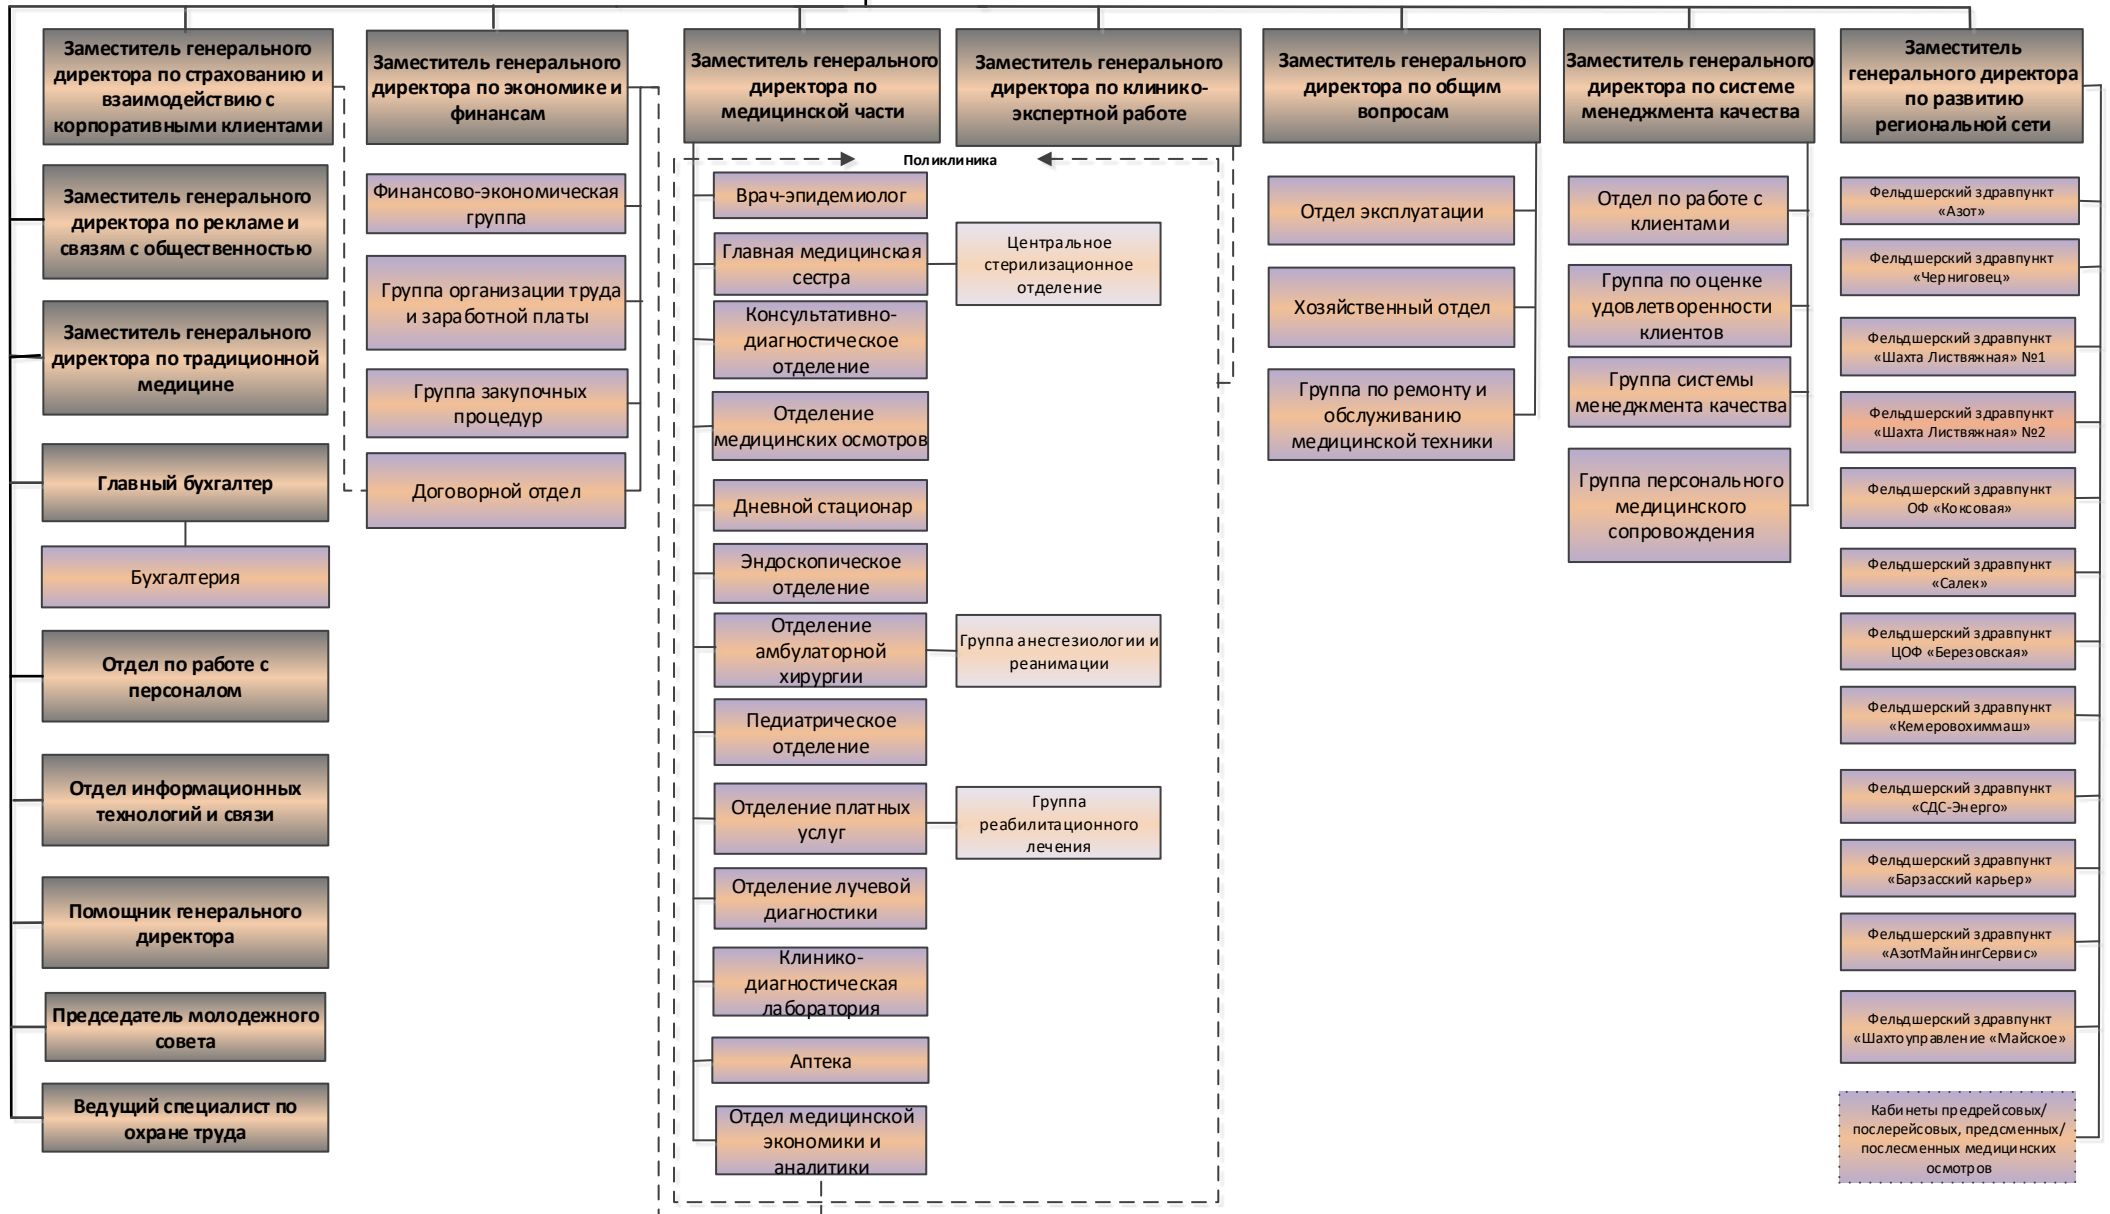 Заместитель генерального
директора по страхованию и
взаимодействию с
корпоративными клиентами
Заместитель генерального
директора по рекламе и
связям с общественностью
Заместитель генерального
директора по традиционной
медицине
Главный бухгалтер
Бухгалтерия
Отдел по работе с
персоналом
Отдел информационных
технологий и связи
Помощник генерального
директора
Председатель молодежного
совета
Ведущий специалист по
охране труда
Заместитель генерального
директора по экономике и
финансам
Финансово-экономическая
группа
Группа организации труда
и заработной платы
Группа закупочных
процедур
Договорной отдел
Заместитель генерального
директора по
медицинской части
Заместитель генерального
директора по клинико-
экспертной работе
Поликлиника
Врач-эпидемиолог
Главная медицинская
сестра
Центральное
стерилизационное
отделение
Консультативно-
диагностическое
отделение
Отделение
медицинских осмотров
Дневной стационар
Эндоскопическое
отделение
Отделение
амбулаторной
хирургии
Группа анестезиологии и
реанимации
Педиатрическое
отделение
Отделение платных
услуг
Группа
реабилитационного
лечения
Отделение лучевой
диагностики
Клинико-
диагностическая
лаборатория
Аптека
Отдел медицинской
экономики и
аналитики
Заместитель генерального
директора по общим
вопросам
Отдел эксплуатации
Хозяйственный отдел
Группа по ремонту и
обслуживанию
медицинской техники
Заместитель генерального
директора по системе
менеджмента качества
Отдел по работе с
клиентами
Группа по оценке
удовлетворенности
клиентов
Группа системы
менеджмента качества
Группа персонального
медицинского
сопровождения
Заместитель
генерального директора
по развитию
региональной сети
Фельдшерский здравпункт
«Азот»
Фельдшерский здравпункт
«Черниговец»
Фельдшерский здравпункт
«Шахта Листвяжная» №1
Фельдшерский здравпункт
«Шахта Листвяжная» №2
Фельдшерский здравпункт
ОФ «Коксовая»
Фельдшерский здравпункт
«Салек»
Фельдшерский здравпункт
ЦОФ «Березовская»
Фельдшерский здравпункт
«Кемеровохиммаш»
Фельдшерский здравпункт
«СДС-Энерго»
Фельдшерский здравпункт
«Барзасский карьер»
Фельдшерский здравпункт
«АзотМайнингСервис»
Фельдшерский здравпункт
«Шахтоуправление «Майское»
Кабинеты предрейсовых/
послерейсовых, предсменных/
послесменных медицинских
осмотров